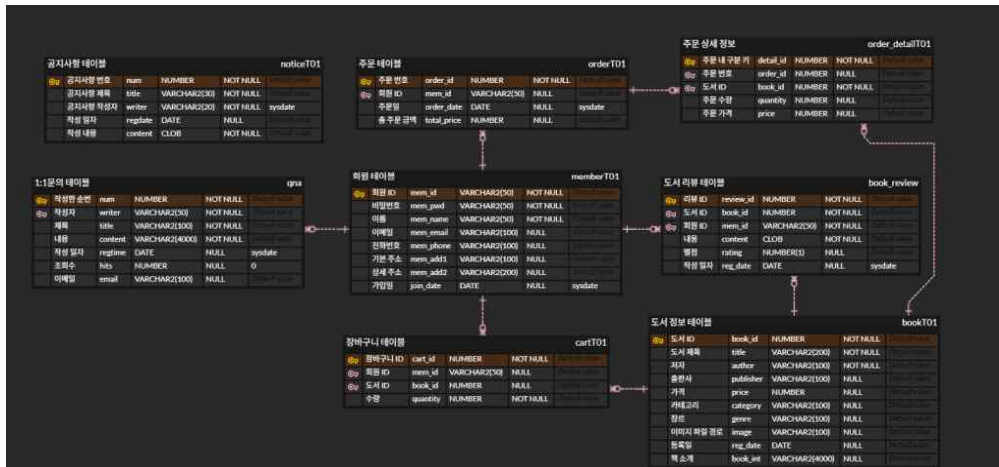 공지사항 테이블 noticeT01
공지사항 번호 num NUMBER NOT NULL
공지사항 제목 title VARCHAR2(30) NOT NULL
공지사항 작성자 writer VARCHAR2(20) NOT NULL sysdate
작성 일자 regdate DATE NULL
작성 내용 content CLOB NOT NULL
주문 테이블 orderT01
주문 번호 order_id NUMBER NOT NULL
회원 ID mem_id VARCHAR2(50) NULL
주문일 order_date DATE NULL sysdate
총 주문 금액 total_price NUMBER NULL
주문 상세 정보 order_detailT01
주문 내 구분 키 detail_id NUMBER NOT NULL
주문 번호 order_id NUMBER NULL
도서 ID book_id NUMBER NOT NULL
주문 수량 quantity NUMBER NULL
주문 가격 price NUMBER NULL
1:1문의 테이블 qna
작성한 순번 num NUMBER NOT NULL
작성자 writer VARCHAR2(50) NOT NULL
제목 title VARCHAR2(100) NOT NULL
내용 content VARCHAR2(4000) NOT NULL
작성 일자 regtime DATE NULL sysdate
조회수 hits NUMBER NULL 0
이메일 email VARCHAR2(100) NULL
회원 테이블 memberT01
회원 ID mem_id VARCHAR2(50) NOT NULL
비밀번호 mem_pwd VARCHAR2(50) NOT NULL
이름 mem_name VARCHAR2(50) NOT NULL
이메일 mem_email VARCHAR2(100) NULL
전화번호 mem_phone VARCHAR2(100) NULL
기본 주소 mem_add1 VARCHAR2(100) NULL
상세 주소 mem_add2 VARCHAR2(200) NULL
가입일 join_date DATE NULL sysdate
도서 리뷰 테이블 book_review
리뷰 ID review_id NUMBER NOT NULL
도서 ID book_id NUMBER NOT NULL
회원 ID mem_id VARCHAR2(50) NOT NULL
내용 content CLOB NOT NULL
별점 rating NUMBER(1) NULL
작성 일자 reg_date DATE NULL sysdate
장바구니 테이블 cartT01
장바구니 ID cart_id NUMBER NOT NULL
회원 ID mem_id VARCHAR2(50) NULL
도서 ID book_id NUMBER NULL
수량 quantity NUMBER NOT NULL
도서 정보 테이블 bookT01
도서 ID book_id NUMBER NOT NULL
도서 제목 title VARCHAR2(200) NOT NULL
저자 author VARCHAR2(100) NOT NULL
출판사 publisher VARCHAR2(100) NULL
가격 price NUMBER NULL
카테고리 category VARCHAR2(100) NULL
장르 genre VARCHAR2(100) NULL
이미지 파일 경로 image VARCHAR2(100) NULL
등록일 reg_date DATE NULL
책 소개 book_int VARCHAR2(4000) NULL